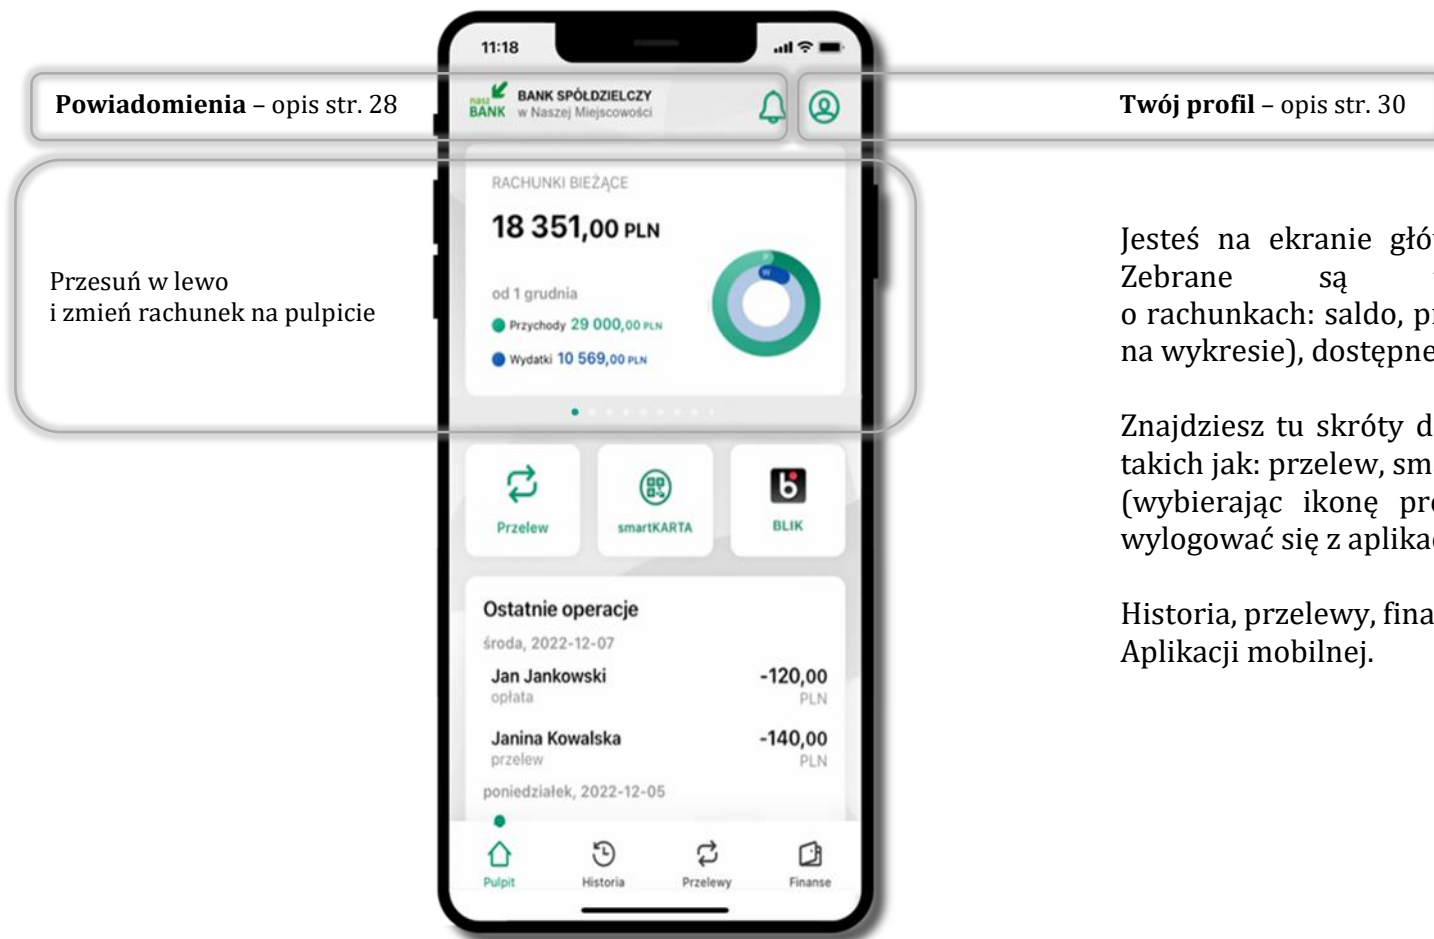 11:18
Powiadomienia – opis str. 28
nasz
BANK
BANK SPÓŁDZIELCZY
w Naszej Miejscowości
Twój profil – opis str. 30
RACHUNKI BIEŻĄCE
18 351,00 PLN
od 1 grudnia
Przychody 29 000,00 PLN
Wydatki 10 569,00 PLN
P
W
Przesuń w lewo
i zmień rachunek na pulpicie
Przelew
smartKARTA
BLIK
Ostatnie operacje
środa, 2022-12-07
Jan Jankowski -120,00
opłata PLN
Janina Kowalska -140,00
przelew PLN
poniedziałek, 2022-12-05
Pulpit
Historia
Przelewy
Finanse
Jesteś na ekranie
Zebrane są
o rachunkach: saldo,
na wykresie), dostępne
Znajdziesz tu skróty
takich jak: przelew,
(wybierając ikonę
wylogować się z
Historia, przelewy,
Aplikacji mobilnej.